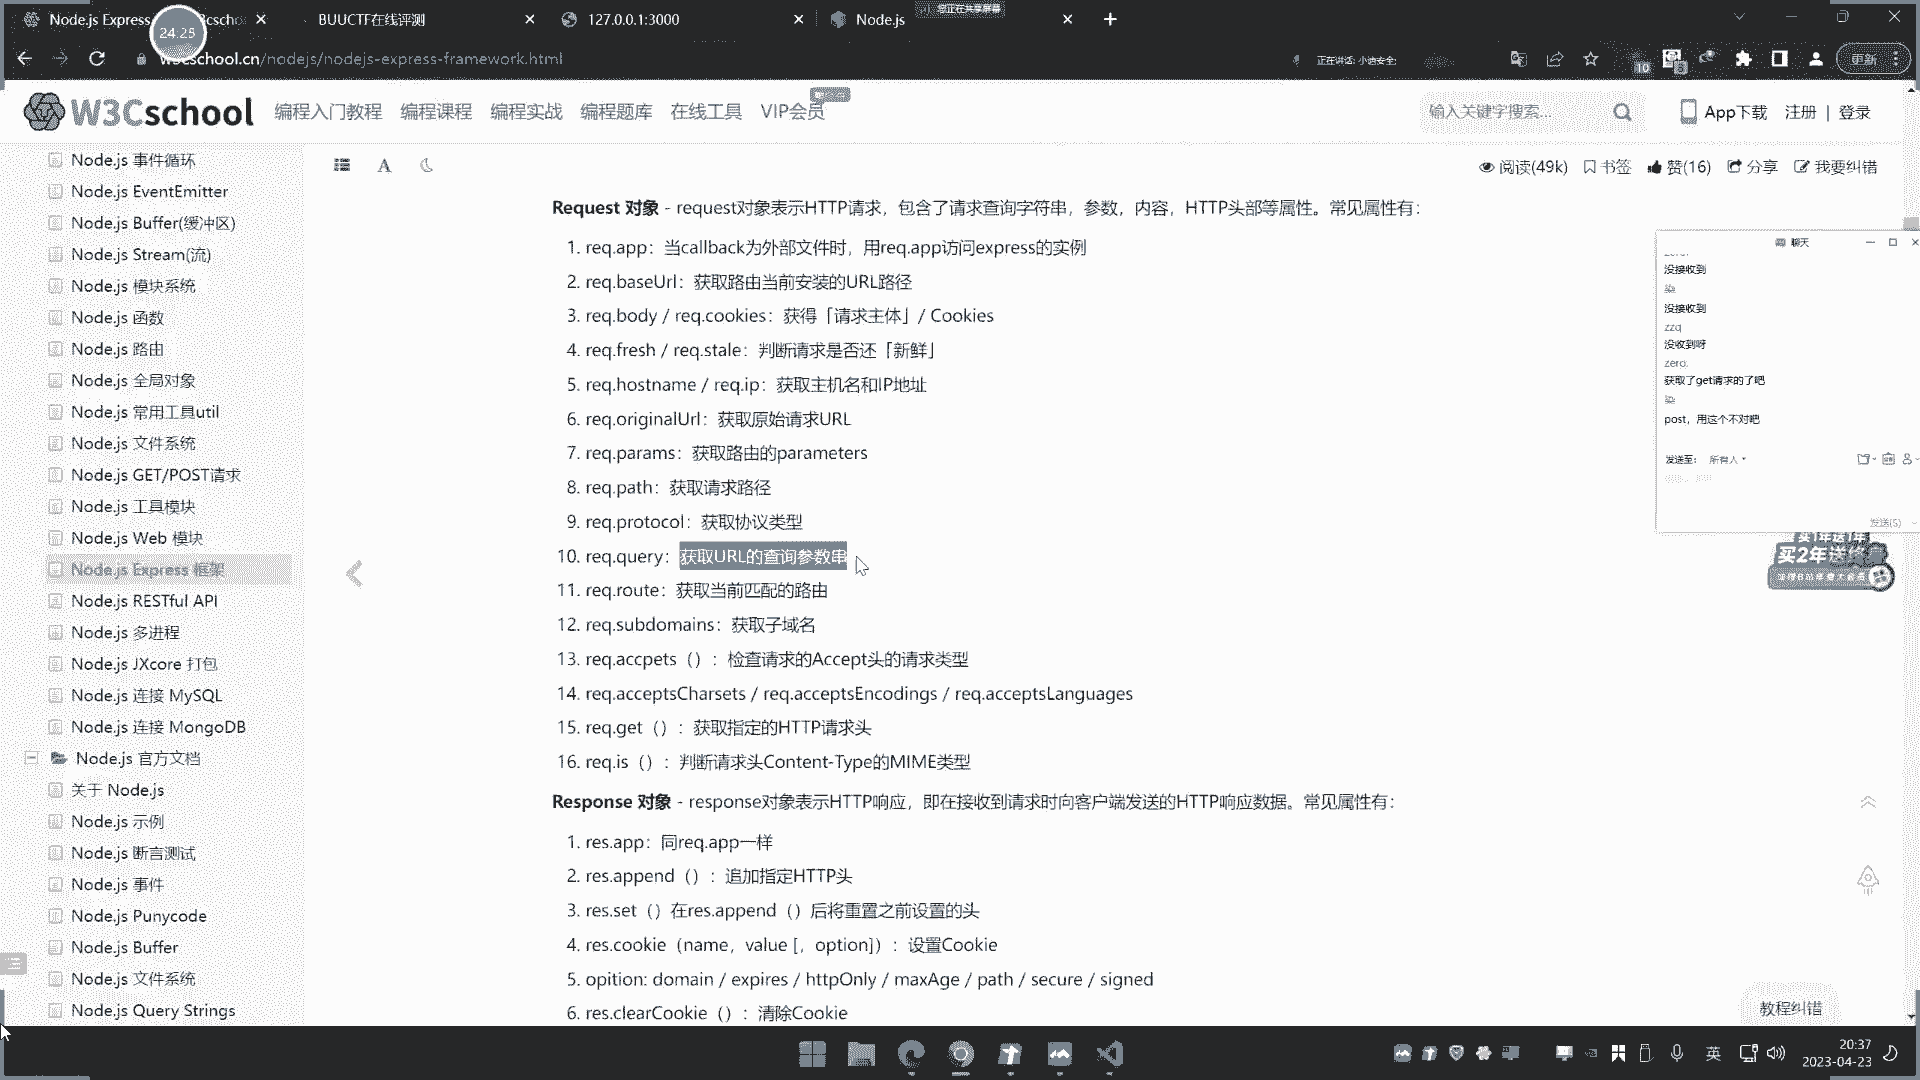 Node.js Express
24:25
BUUCTF在线评测
127.0.0.1:3000
Node.js
您正在共享屏幕
w3cschool.cn/nodejs/nodejs-express-framework.html
正在讲话: 小迪安全;
10
更新
W3Cschool
编程入门教程 编程课程 编程实战 编程题库 在线工具 VIP会员
输入关键字搜索...
App下载 注册 | 登录
阅读(49k) 书签 赞(16) 分享 我要纠错
Node.js 事件循环
Node.js EventEmitter
Node.js Buffer(缓冲区)
Node.js Stream(流)
Node.js 模块系统
Node.js 函数
Node.js 路由
Node.js 全局对象
Node.js 常用工具util
Node.js 文件系统
Node.js GET/POST请求
Node.js 工具模块
Node.js Web 模块
Node.js Express 框架
Node.js RESTful API
Node.js 多进程
Node.js JXcore 打包
Node.js 连接 MySQL
Node.js 连接 MongoDB
Node.js 官方文档
关于 Node.js
Node.js 示例
Node.js 断言测试
Node.js 事件
Node.js Punycode
Node.js Buffer
Node.js 文件系统
Node.js Query Strings
Request 对象 - request对象表示HTTP请求，包含了请求查询字符串，参数，内容，HTTP头部等属性。常见属性有：
1. req.app：当callback为外部文件时，用req.app访问express的实例
2. req.baseUrl：获取路由当前安装的URL路径
3. req.body / req.cookies：获得「请求主体」/ Cookies
4. req.fresh / req.stale：判断请求是否还「新鲜」
5. req.hostname / req.ip：获取主机名和IP地址
6. req.originalUrl：获取原始请求URL
7. req.params：获取路由的parameters
8. req.path：获取请求路径
9. req.protocol：获取协议类型
10. req.query：获取URL的查询参数串
11. req.route：获取当前匹配的路由
12. req.subdomains：获取子域名
13. req.accpets（）：检查请求的Accept头的请求类型
14. req.acceptsCharsets / req.acceptsEncodings / req.acceptsLanguages
15. req.get（）：获取指定的HTTP请求头
16. req.is（）：判断请求头Content-Type的MIME类型
Response 对象 - response对象表示HTTP响应，即在接收到请求时向客户端发送的HTTP响应数据。常见属性有：
1. res.app：同req.app一样
2. res.append（）：追加指定HTTP头
3. res.set（）在res.append（）后将重置之前设置的头
4. res.cookie（name，value [，option]）：设置Cookie
5. opition: domain / expires / httpOnly / maxAge / path / secure / signed
6. res.clearCookie（）：清除Cookie
聊天
没接收到
没接收到
zzq
没收到呀
zero.
获取了get请求的了吧
post，用这个不对吧
发送至： 所有人
发送(S)
买1年送1年
教程纠错
英
20:37
2023-04-23